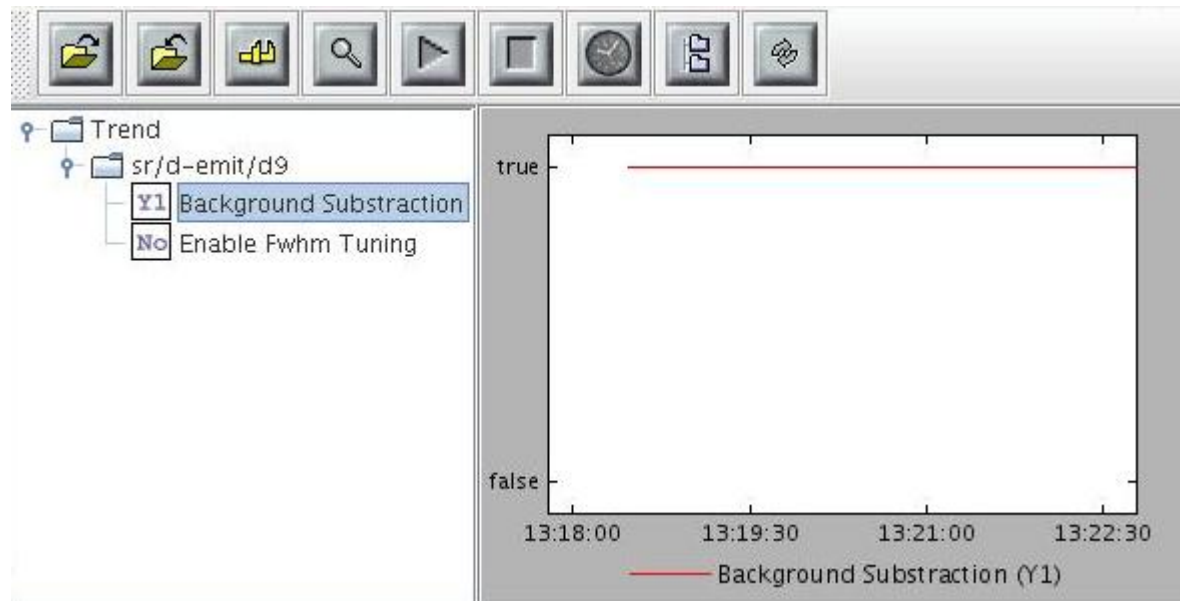 Trend
sr/d-emit/d9
Y1 Background Substraction
No Enable Fwhm Tuning
true
false
13:18:00 13:19:30 13:21:00 13:22:30
Background Substraction (Y1)